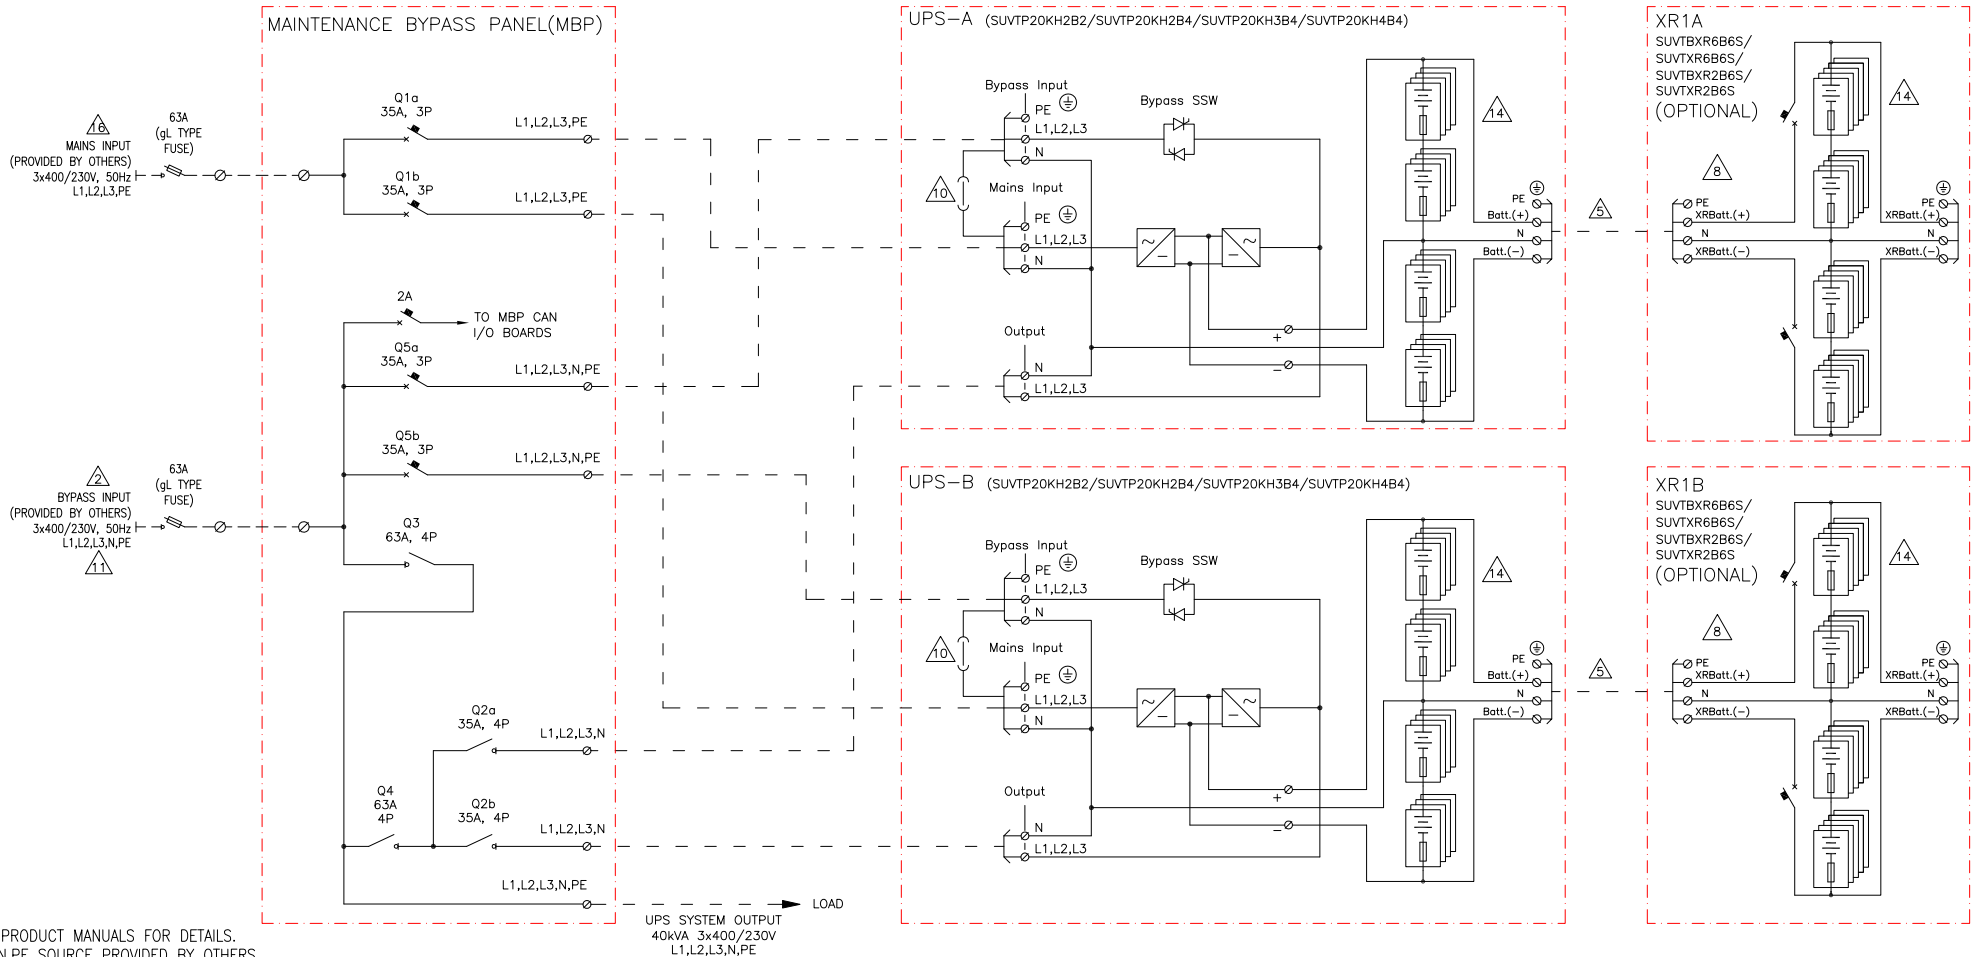 MAINTENANCE BYPASS PANEL(MBP)
16
MAINS INPUT
(PROVIDED BY OTHERS)
3x400/230V, 50Hz
L1,L2,L3,PE
63A
(gL TYPE
FUSE)
Q1a
35A, 3P
L1,L2,L3,PE
Q1b
35A, 3P
L1,L2,L3,PE
2A
TO MBP CAN
I/O BOARDS
Q5a
35A, 3P
L1,L2,L3,N,PE
Q5b
35A, 3P
L1,L2,L3,N,PE
2
BYPASS INPUT
(PROVIDED BY OTHERS)
3x400/230V, 50Hz
L1,L2,L3,N,PE
11
63A
(gL TYPE
FUSE)
Q3
63A, 4P
Q2a
35A, 4P
L1,L2,L3,N
Q4
63A
4P
Q2b
35A, 4P
L1,L2,L3,N
L1,L2,L3,N,PE
LOAD
UPS SYSTEM OUTPUT
40kVA 3x400/230V
L1,L2,L3,N,PE
PRODUCT MANUALS FOR DETAILS.
N,PE SOURCE PROVIDED BY OTHERS
UPS-A (SUVTP20KH2B2/SUVTP20KH2B4/SUVTP20KH3B4/SUVTP20KH4B4)
Bypass Input
PE
L1,L2,L3
N
Bypass SSW
10
Mains Input
PE
L1,L2,L3
N
Output
N
L1,L2,L3
+
-
14
PE
Batt.(+)
N
Batt.(-)
5
XR1A
SUVTBXR6B6S/
SUVTXR6B6S/
SUVTBXR2B6S/
SUVTXR2B6S
(OPTIONAL)
14
8
PE
XRBatt.(+)
N
XRBatt.(-)
PE
XRBatt.(+)
N
XRBatt.(-)
UPS-B (SUVTP20KH2B2/SUVTP20KH2B4/SUVTP20KH3B4/SUVTP20KH4B4)
Bypass Input
PE
L1,L2,L3
N
Bypass SSW
10
Mains Input
PE
L1,L2,L3
N
Output
N
L1,L2,L3
+
-
14
PE
Batt.(+)
N
Batt.(-)
5
XR1B
SUVTBXR6B6S/
SUVTXR6B6S/
SUVTBXR2B6S/
SUVTXR2B6S
(OPTIONAL)
14
8
PE
XRBatt.(+)
N
XRBatt.(-)
PE
XRBatt.(+)
N
XRBatt.(-)